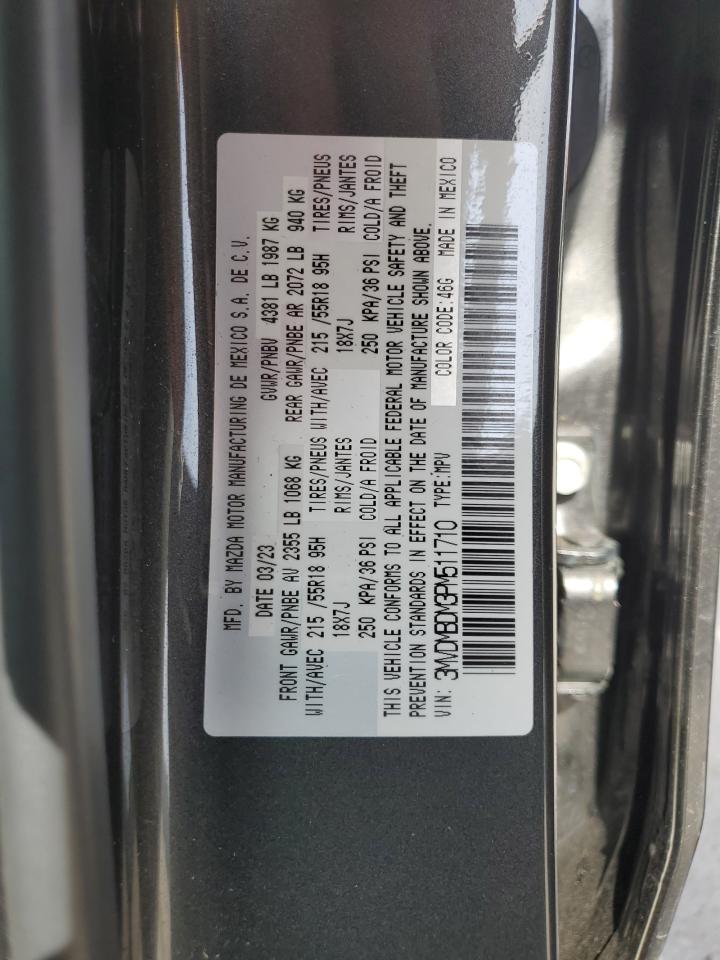 MFD. BY MAZDA MOTOR MANUFACTURING DE MEXICO S.A. DE C.V.
DATE 03/23 GVWR/PNBV 4381 LB 1987 KG
FRONT GAWR/PNBE AV 2355 LB 1068 KG REAR GAWR/PNBE AR 2072 LB 940 KG
WITH/AVEC 215 /55R18 95H TIRES/PNEUS WITH/AVEC 215 /55R18 95H TIRES/PNEUS
18X7J RIMS/JANTES 18X7J RIMS/JANTES
250 KPA/36 PSI COLD/A FROID 250 KPA/36 PSI COLD/A FROID
THIS VEHICLE CONFORMS TO ALL APPLICABLE FEDERAL MOTOR VEHICLE SAFETY AND THEFT
PREVENTION STANDARDS IN EFFECT ON THE DATE OF MANUFACTURE SHOWN ABOVE.
VIN: 3MVDMBDM3PM511710 TYPE:MPV COLOR CODE:46G MADE IN MEXICO